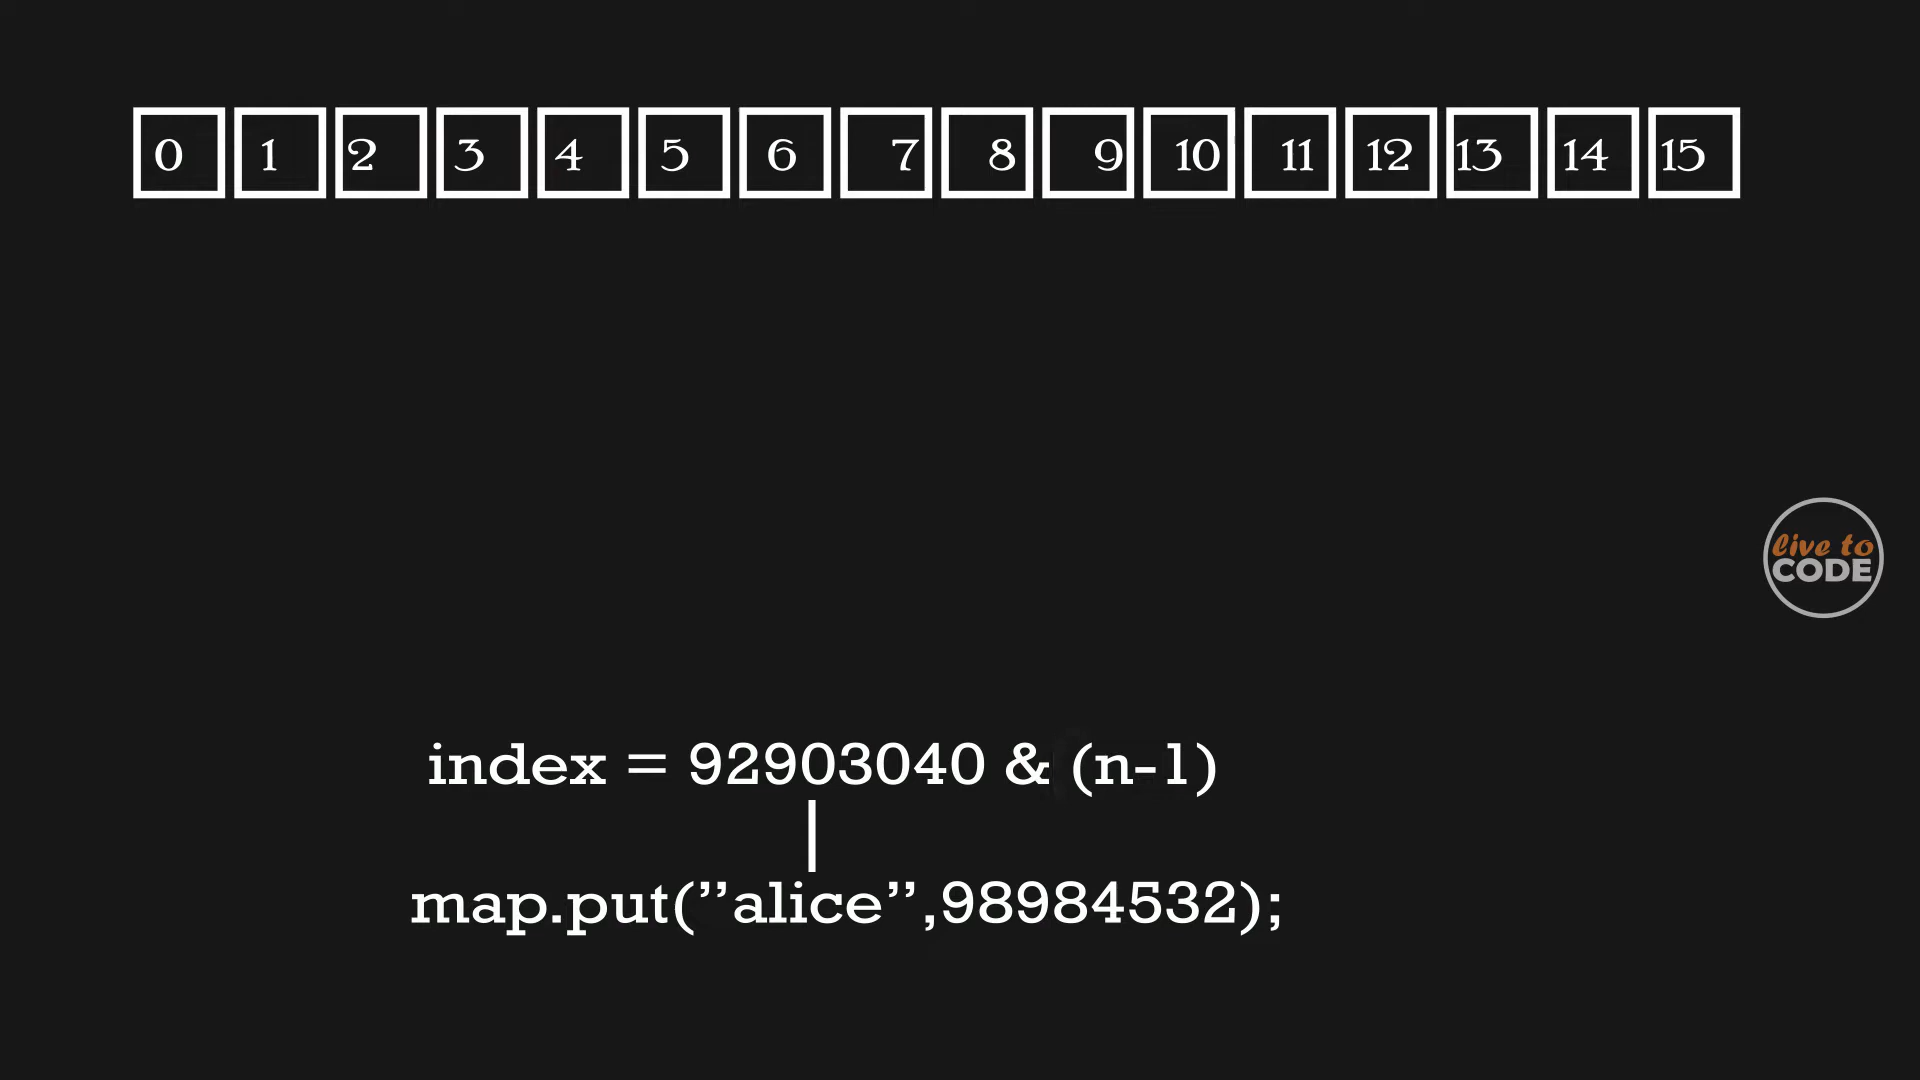 0 1 2 3 4 5 6 7 8 9 10 11 12 13 14 15
live to
CODE
index = 92903040 & (n-1)
map.put(”alice”,98984532);